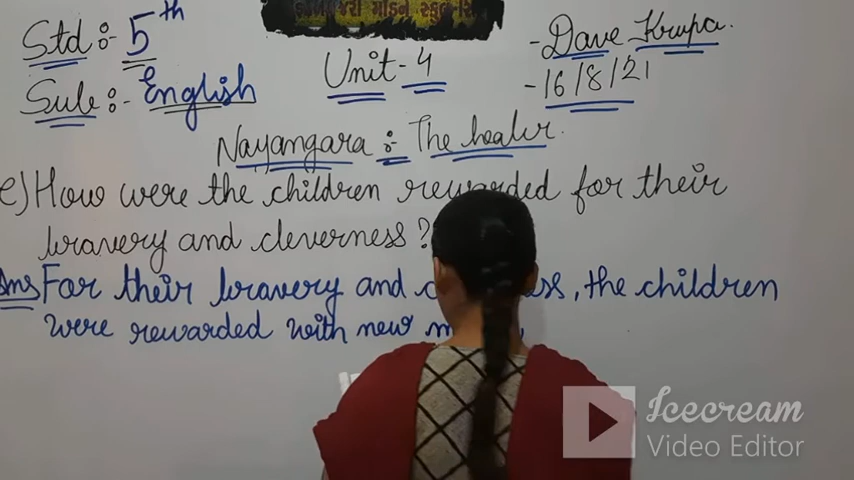 Std :- 5th
Sub :- English
Unit - 4
- Dave Krupa.
- 16/8/21
Nayangara :- The healer.
e) How were the children rewarded for their
bravery and cleverness?
Ans For their bravery and the children
were rewarded with new
Icecream
Video Editor